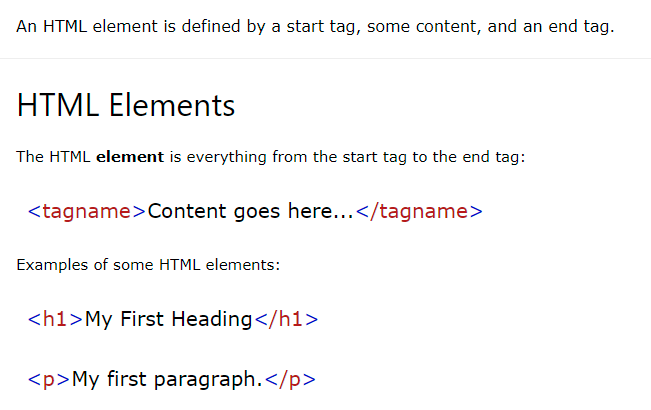 An HTML element is defined by a start tag, some content, and an end tag.
HTML Elements
The HTML element is everything from the start tag to the end tag:
<tagname>Content goes here...</tagname>
Examples of some HTML elements:
<h1>My First Heading</h1>
<p>My first paragraph.</p>